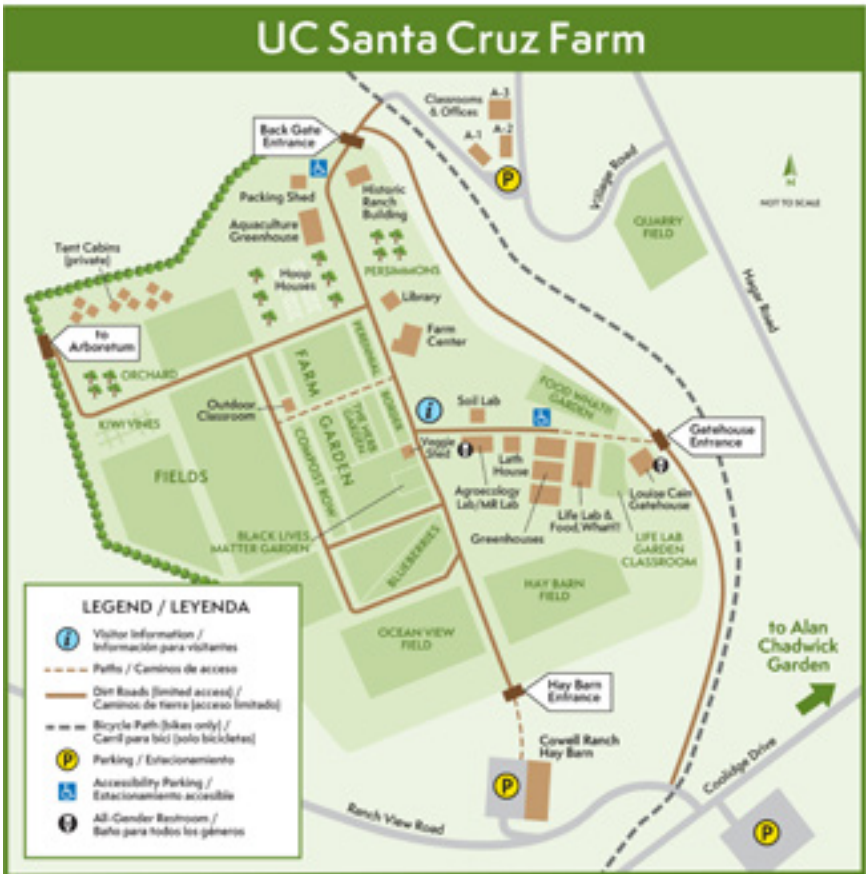 UC Santa Cruz Farm
Classrooms
& Offices
A-3
A-1
A-2
P
Back Gate
Entrance
Village Road
N
NOT TO SCALE
Packing Shed
Historic
Ranch
Building
Aquaculture
Greenhouse
QUARRY
FIELD
Tent Cabins
(private)
Hoop
Houses
PERSIMMONS
Hagar Road
Library
to
Arboretum
Farm
Center
PERENNIAL
BORDER
FARM
GARDEN
ORCHARD
Outdoor
Classroom
THE HERB
GARDEN
KIWI VINES
COMPOST ROW
i
Soil Lab
FOOD WHAT?!
GARDEN
Gatehouse
Entrance
Veggie
Shed
Lath
House
FIELDS
Agroecology
Lab/MR Lab
Louise Cain
Gatehouse
Life Lab &
Food, What?!
Greenhouses
LIFE LAB
GARDEN
CLASSROOM
BLACK LIVES
MATTER GARDEN
BLUEBERRIES
HAY BARN
FIELD
OCEAN VIEW
FIELD
to Alan
Chadwick
Garden
Hay Barn
Entrance
Cowell Ranch
Hay Barn
P
Ranch View Road
Coolidge Drive
P
LEGEND / LEYENDA
i
Visitor Information /
Información para visitantes
Paths / Caminos de acceso
Dirt Roads (limited access) /
Caminos de tierra (acceso limitado)
Bicycle Path (bikes only) /
Carril para bici (solo bicicletas)
P
Parking / Estacionamiento
Accessibility Parking /
Estacionamiento accesible
All-Gender Restroom /
Baño para todos los géneros